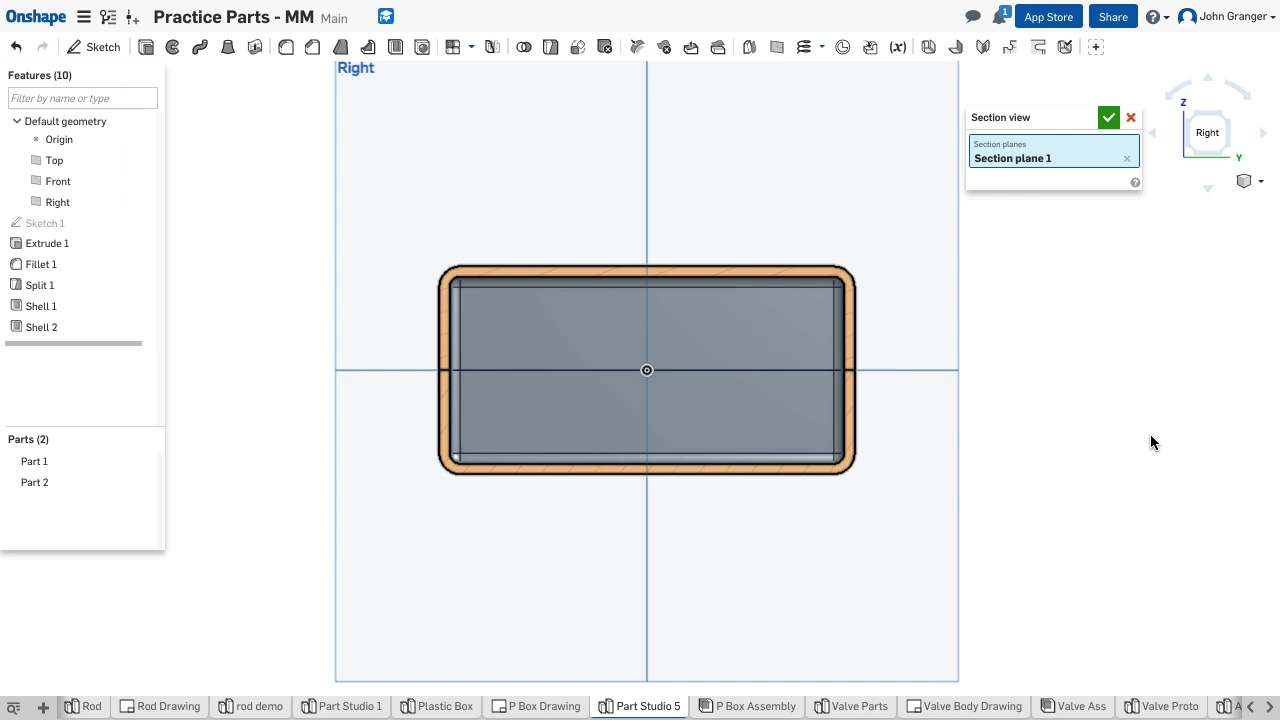 Onshape
Practice Parts - MM
Main
1
App Store
Share
John Granger
Sketch
(x)
Features (10)
Filter by name or type
Default geometry
Origin
Top
Front
Right
Sketch 1
Extrude 1
Fillet 1
Split 1
Shell 1
Shell 2
Parts (2)
Part 1
Part 2
Right
Section view
Section planes
Section plane 1
Z
Right
Y
Rod
Rod Drawing
rod demo
Part Studio 1
Plastic Box
P Box Drawing
Part Studio 5
P Box Assembly
Valve Parts
Valve Body Drawing
Valve Ass
Valve Proto